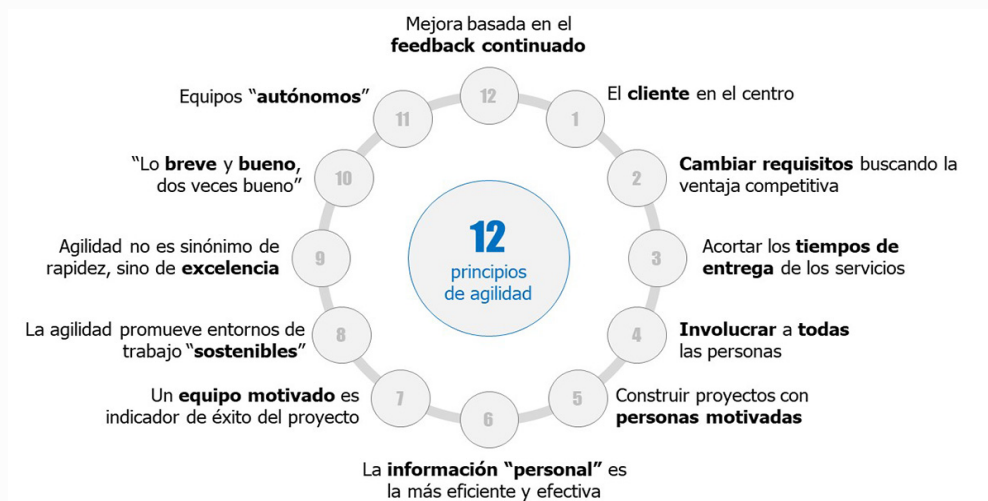 Mejora basada en el
feedback continuado
12
El cliente en el centro
1
Cambiar requisitos buscando la
ventaja competitiva
2
Acortar los tiempos de
entrega de los servicios
3
Involucrar a todas
las personas
4
Construir proyectos con
personas motivadas
5
La información “personal” es
la más eficiente y efectiva
6
Un equipo motivado es
indicador de éxito del proyecto
7
La agilidad promueve entornos de
trabajo “sostenibles”
8
Agilidad no es sinónimo de
rapidez, sino de excelencia
9
“Lo breve y bueno,
dos veces bueno”
10
Equipos “autónomos”
11
12
principios
de agilidad